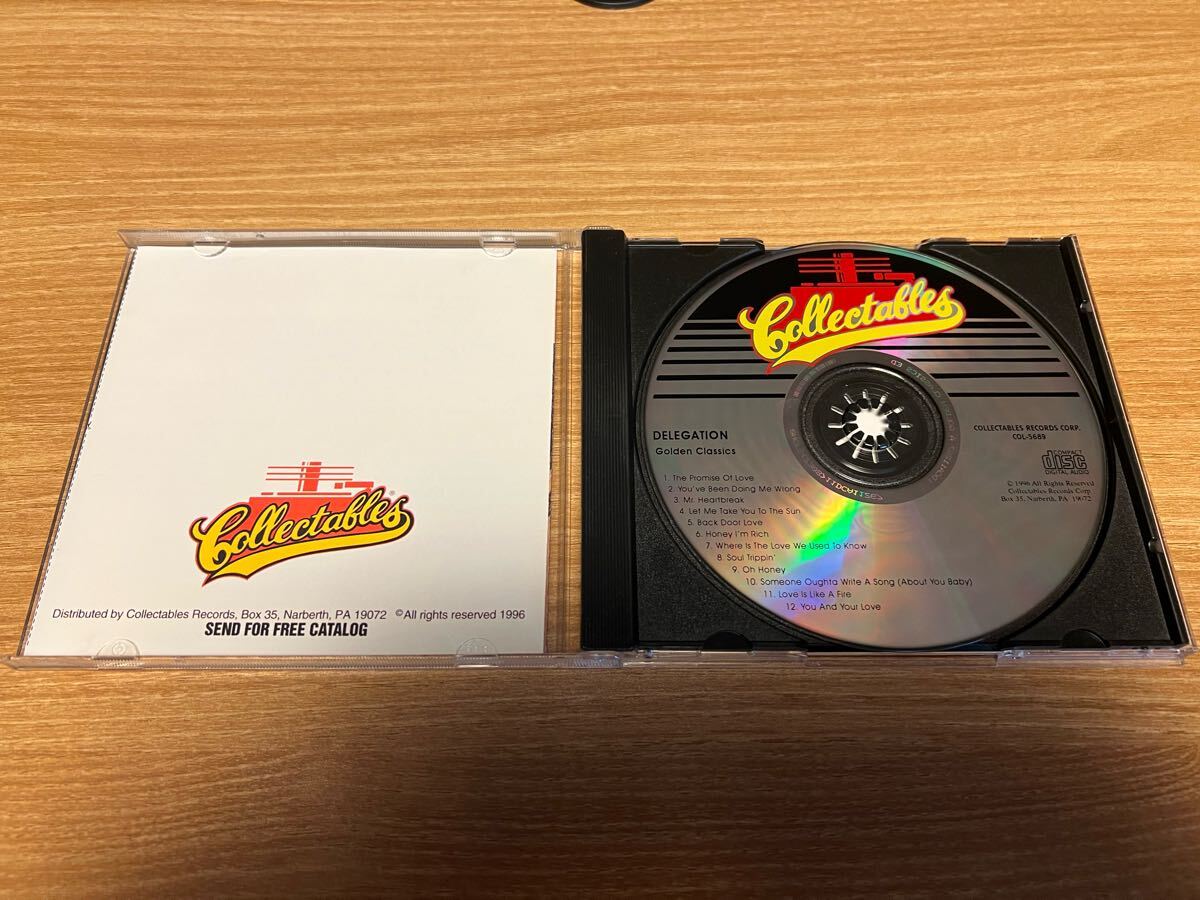 Collectables®
Distributed by Collectables Records, Box 35, Narberth, PA 19072 ©All rights reserved 1996
SEND FOR FREE CATALOG
Collectables
DELEGATION
Golden Classics
1. The Promise Of Love
2. You've Been Doing Me Wrong
3. Mr. Heartbreak
4. Let Me Take You To The Sun
5. Back Door Love
6. Honey I'm Rich
7. Where Is The Love We Used To Know
8. Soul Trippin'
9. Oh Honey
10. Someone Oughta Write A Song (About You Baby)
11. Love Is Like A Fire
12. You And Your Love
COLLECTABLES RECORDS CORP.
COL-5689
COMPACT
disc
DIGITAL AUDIO
© 1996 All Rights Reserved
Collectables Records Corp
Box 35, Narberth, PA 19072